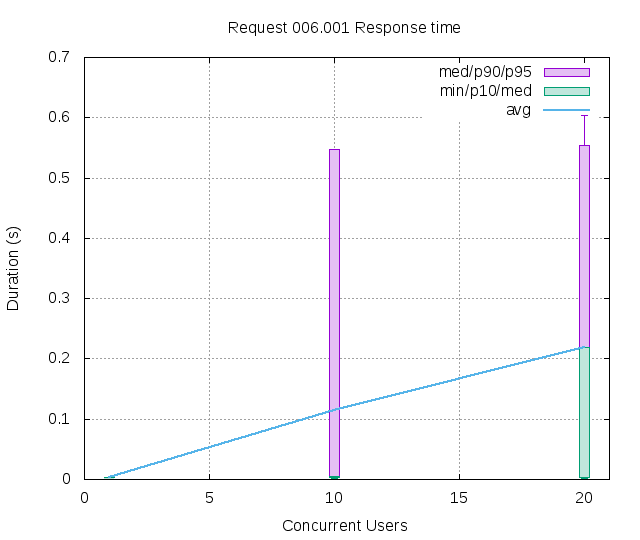 Request 006.001 Response time
med/p90/p95
min/p10/med
avg
0.7
0.6
0.5
0.4
0.3
0.2
0.1
0
Duration (s)
0 5 10 15 20
Concurrent Users